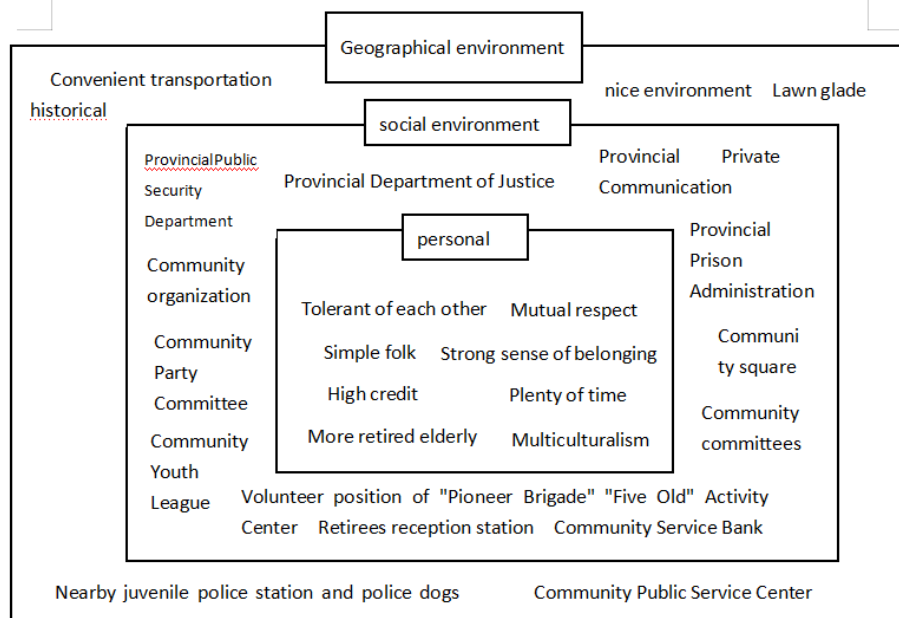 Geographical environment
Convenient transportation
historical
nice environment Lawn glade
social environment
ProvincialPublic
Security
Department
Provincial Department of Justice
Provincial Private
Communication
personal
Provincial
Prison
Administration
Community
organization
Tolerant of each other Mutual respect
Simple folk Strong sense of belonging
High credit Plenty of time
More retired elderly Multiculturalism
Community
Party
Committee
Communi
ty square
Community
committees
Community
Youth
League
Volunteer position of "Pioneer Brigade" "Five Old" Activity
Center Retirees reception station Community Service Bank
Nearby juvenile police station and police dogs Community Public Service Center